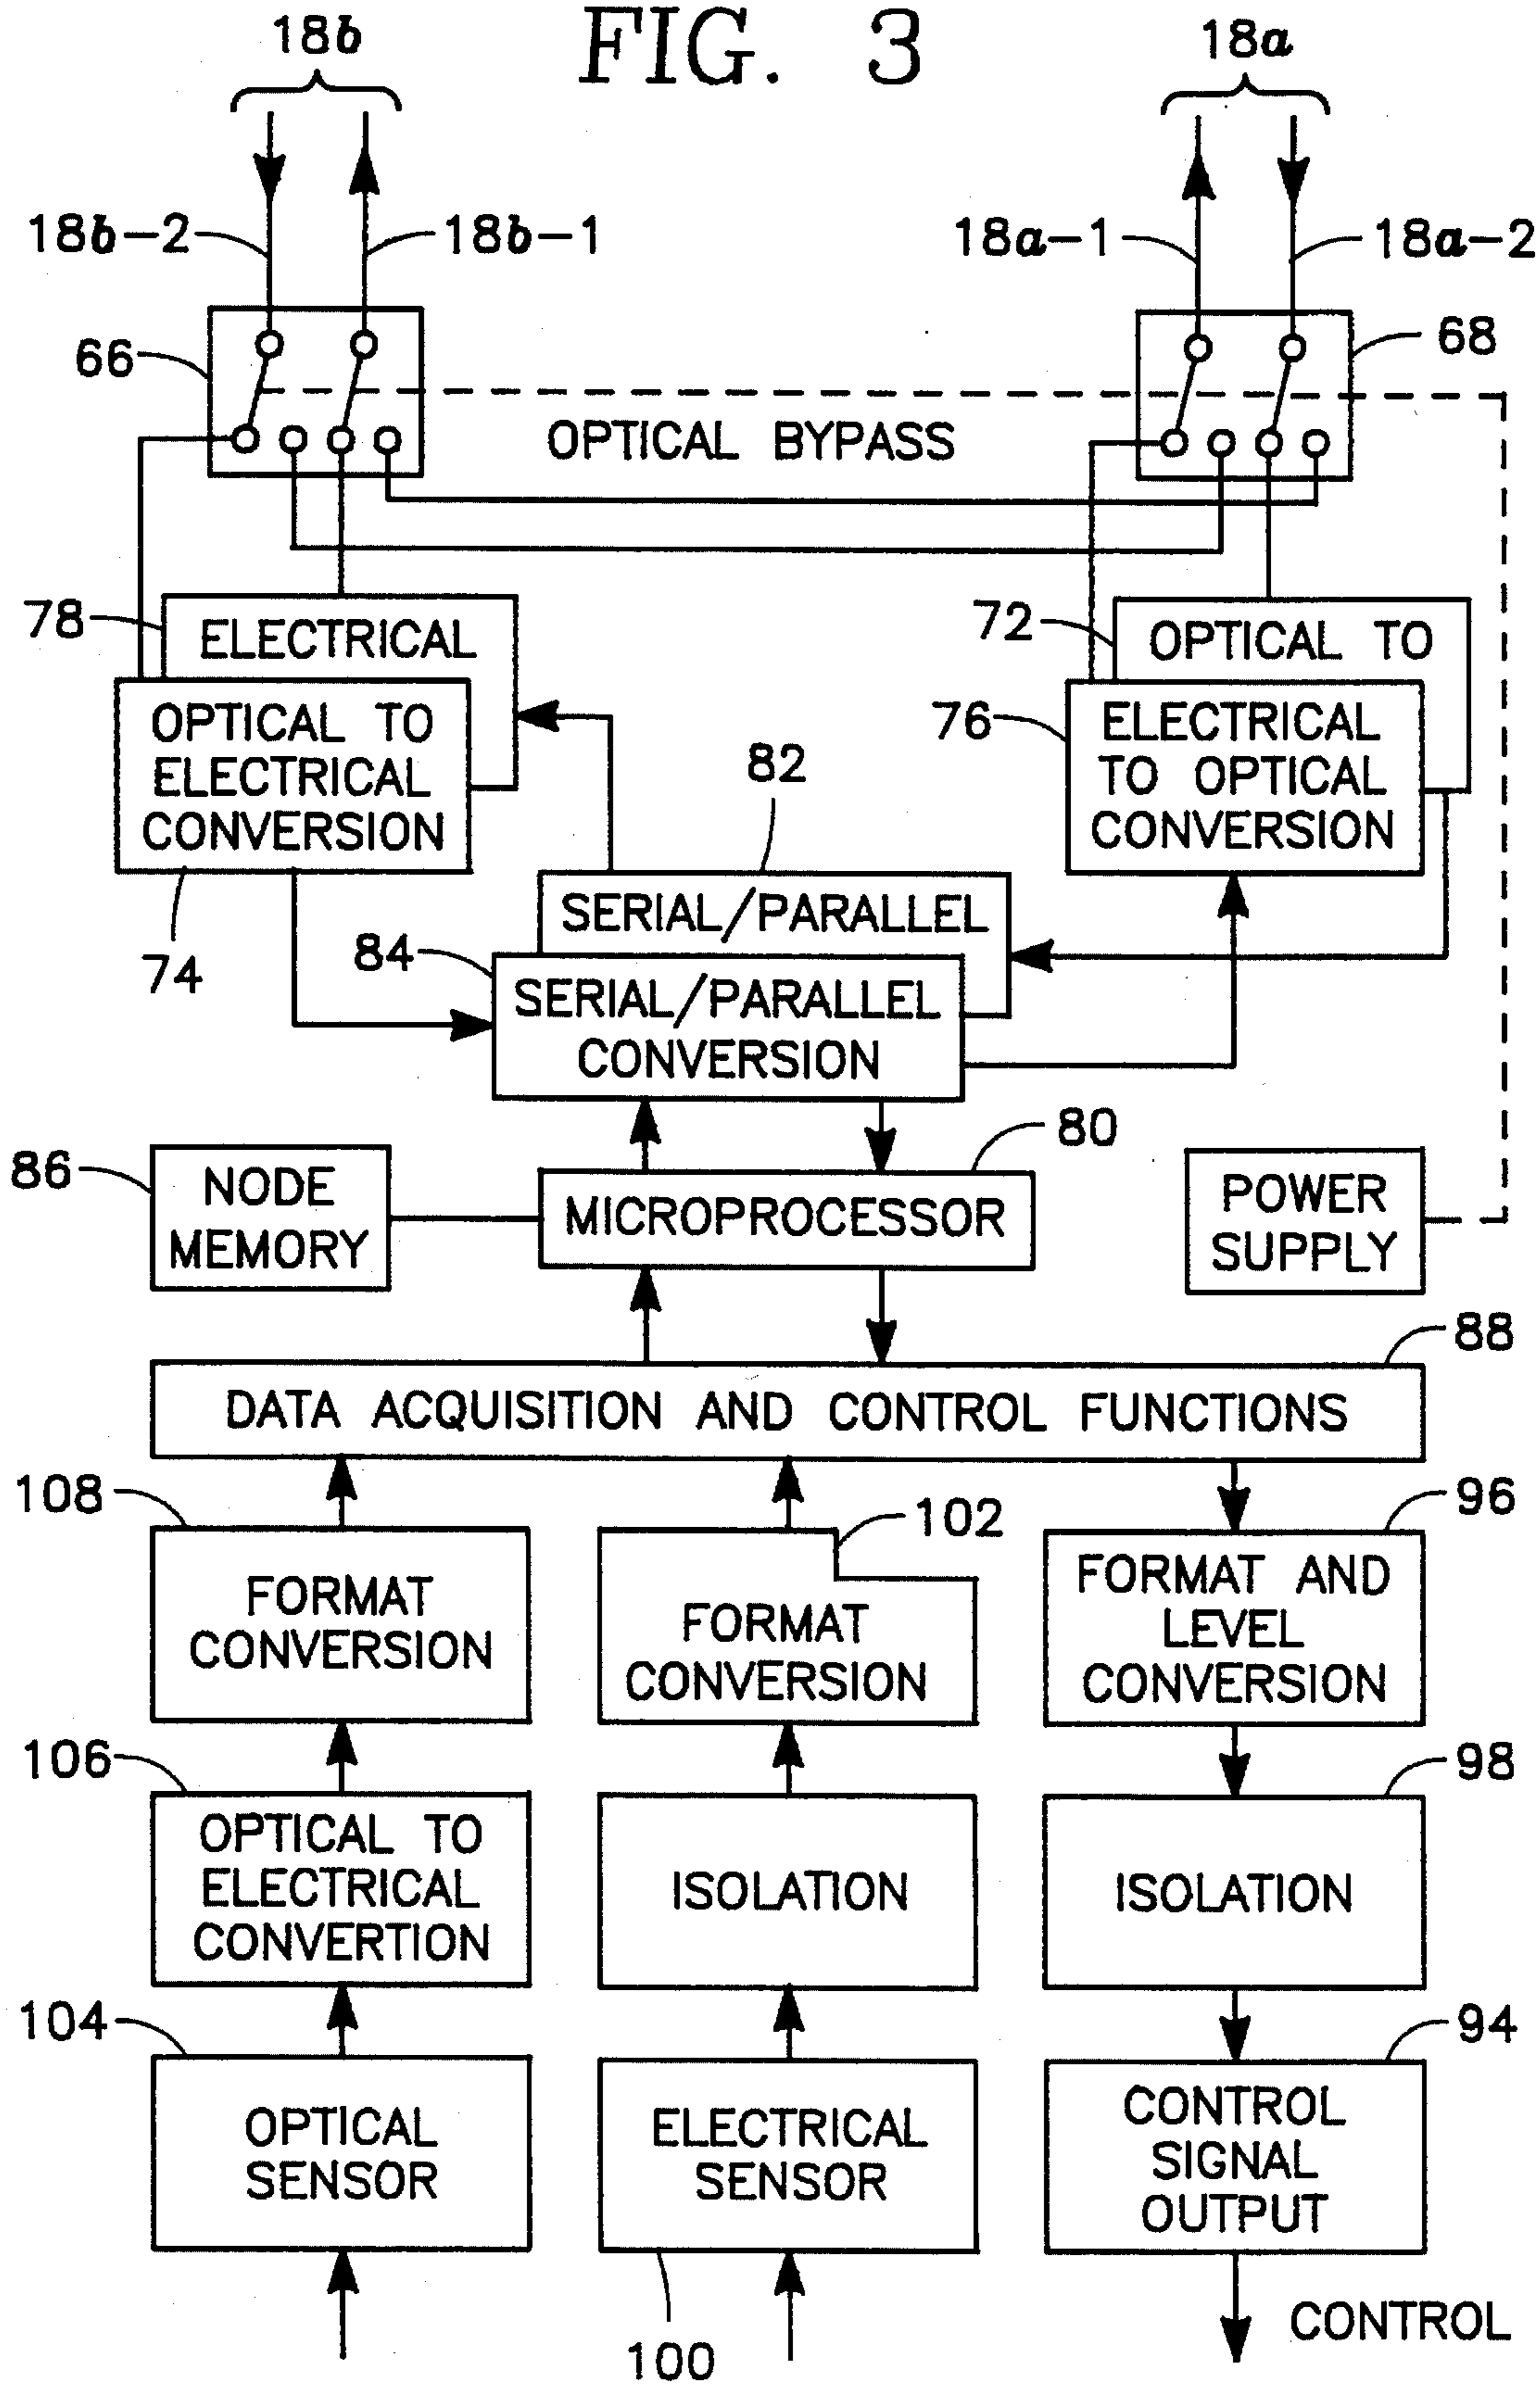 FIG. 3
18b
18a
18b-2
18b-1
18a-1
18a-2
66
68
OPTICAL BYPASS
78
ELECTRICAL
72
OPTICAL TO
OPTICAL TO
ELECTRICAL
CONVERSION
76
ELECTRICAL
TO OPTICAL
CONVERSION
74
82
SERIAL/PARALLEL
84
SERIAL/PARALLEL
CONVERSION
86
NODE
MEMORY
80
MICROPROCESSOR
POWER
SUPPLY
88
DATA ACQUISITION AND CONTROL FUNCTIONS
108
FORMAT
CONVERSION
102
FORMAT
CONVERSION
96
FORMAT AND
LEVEL
CONVERSION
106
OPTICAL TO
ELECTRICAL
CONVERTION
ISOLATION
98
ISOLATION
104
OPTICAL
SENSOR
ELECTRICAL
SENSOR
100
94
CONTROL
SIGNAL
OUTPUT
CONTROL